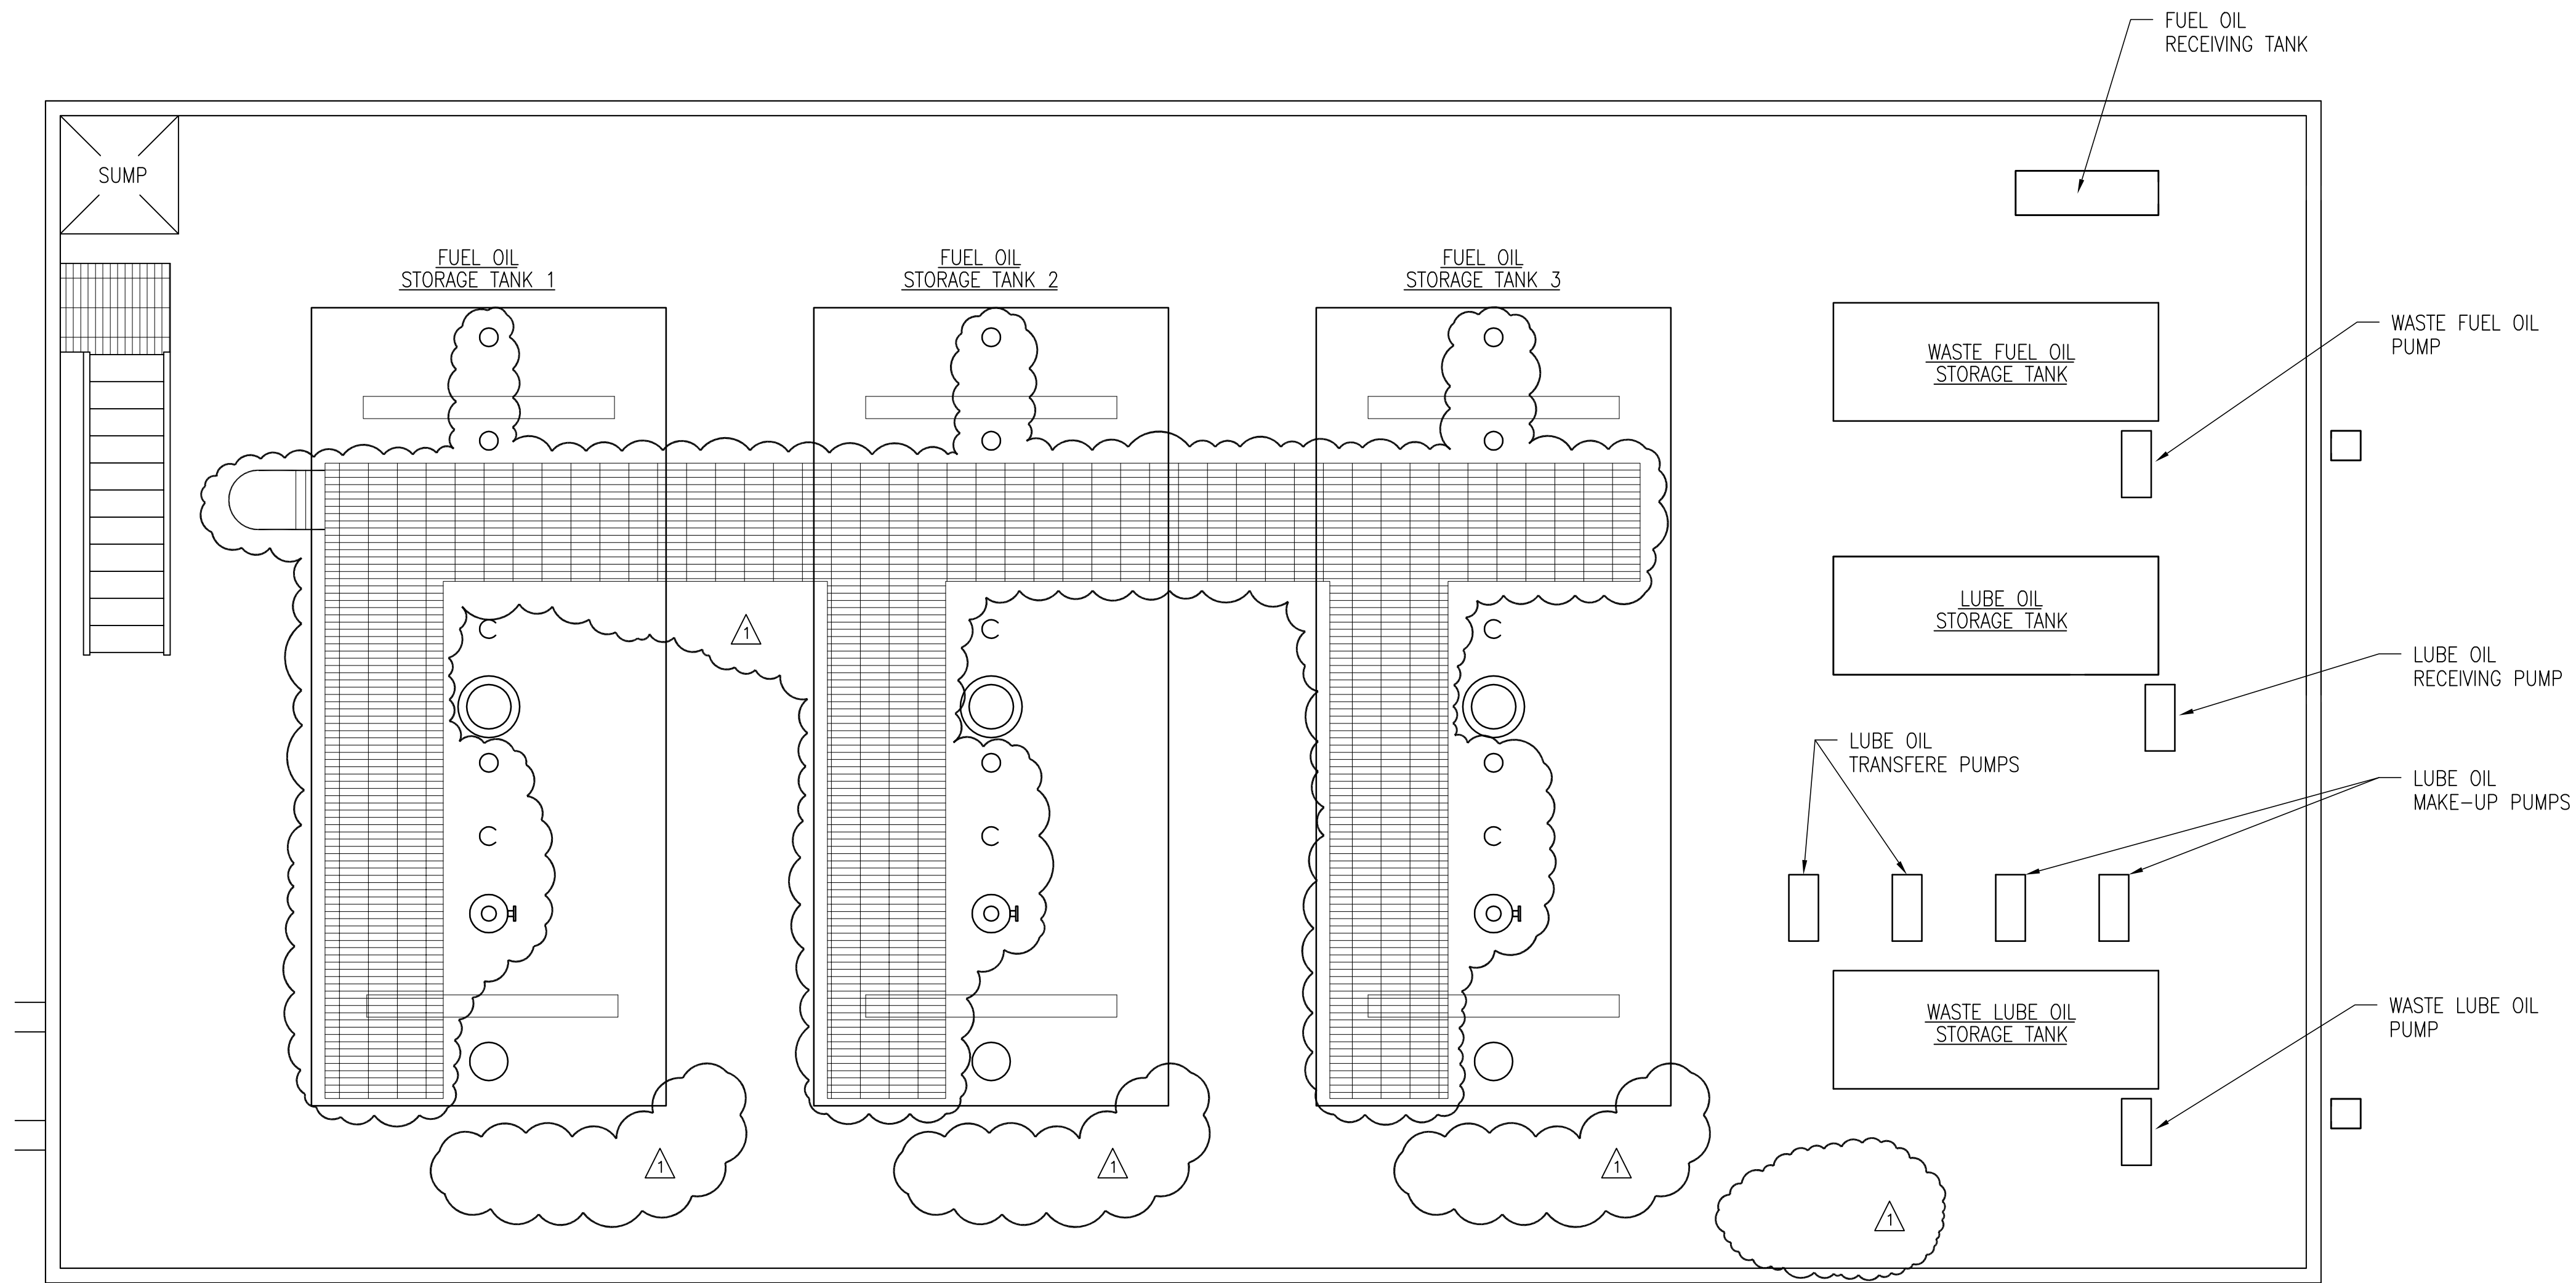 FUEL OIL
RECEIVING TANK
SUMP
FUEL OIL
STORAGE TANK 1
FUEL OIL
STORAGE TANK 2
FUEL OIL
STORAGE TANK 3
WASTE FUEL OIL
STORAGE TANK
WASTE FUEL OIL
PUMP
LUBE OIL
STORAGE TANK
1
LUBE OIL
RECEIVING PUMP
LUBE OIL
TRANSFERE PUMPS
LUBE OIL
MAKE-UP PUMPS
WASTE LUBE OIL
STORAGE TANK
WASTE LUBE OIL
PUMP
1
1
1
1